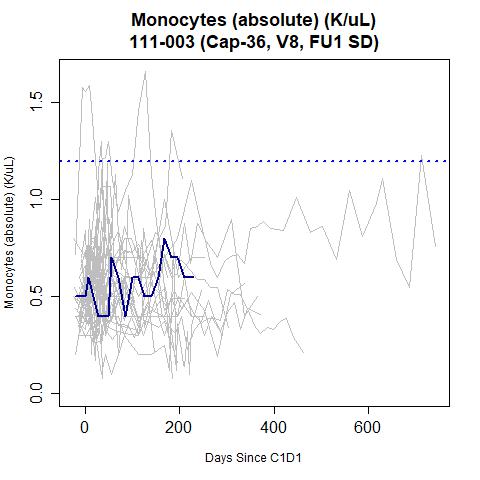 Monocytes (absolute) (K/uL)
111-003 (Cap-36, V8, FU1 SD)
Monocytes (absolute) (K/uL)
1.5
1.0
0.5
0.0
0 200 400 600
Days Since C1D1